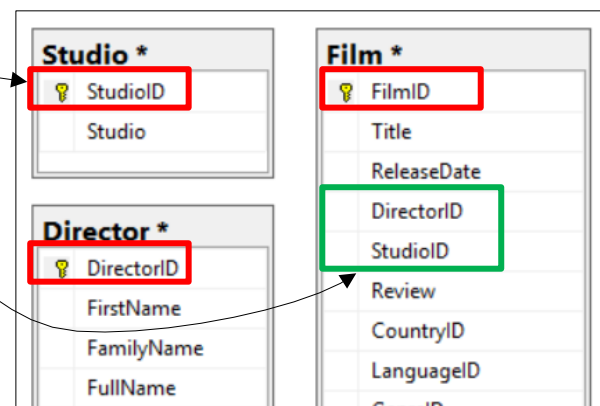 Studio *
StudioID
Studio
Director *
DirectorID
FirstName
FamilyName
FullName
Film *
FilmID
Title
ReleaseDate
DirectorID
StudioID
Review
CountryID
LanguageID